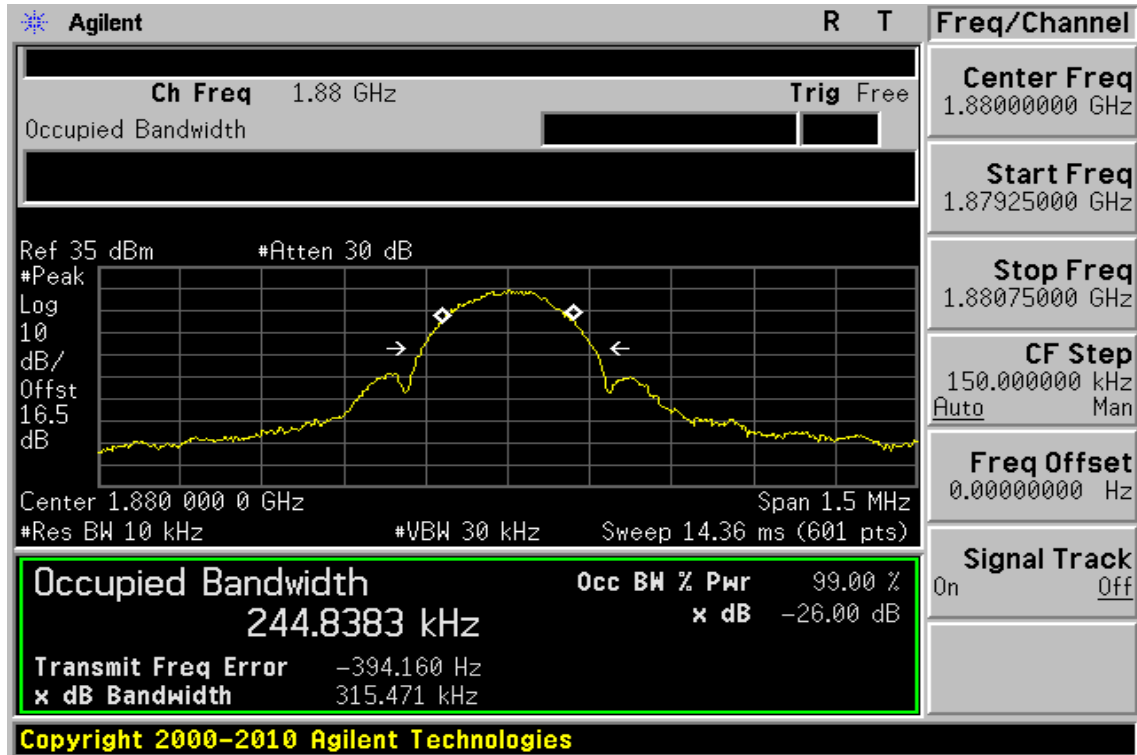 Agilent R T
Ch Freq 1.88 GHz Trig Free
Occupied Bandwidth
Ref 35 dBm #Atten 30 dB
#Peak
Log
10
dB/
Offst
16.5
dB
Center 1.880 000 0 GHz Span 1.5 MHz
#Res BW 10 kHz #VBW 30 kHz Sweep 14.36 ms (601 pts)
Occupied Bandwidth
244.8383 kHz
Occ BW % Pwr 99.00 %
x dB -26.00 dB
Transmit Freq Error -394.160 Hz
x dB Bandwidth 315.471 kHz
Copyright 2000-2010 Agilent Technologies
Freq/Channel
Center Freq
1.88000000 GHz
Start Freq
1.87925000 GHz
Stop Freq
1.88075000 GHz
CF Step
150.000000 kHz
Auto Man
Freq Offset
0.00000000 Hz
Signal Track
On Off